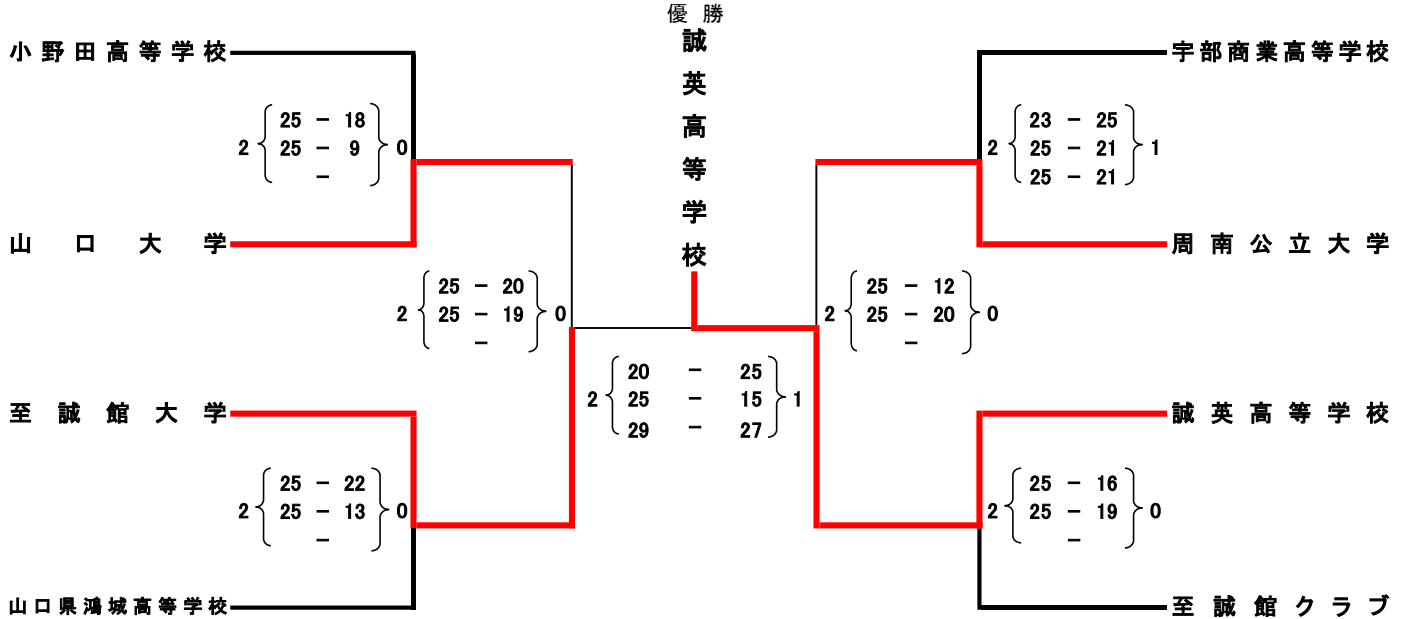 優勝
誠英高等学校
小野田高等学校
2 25 − 18 0
25 − 9
−
山口大学
2 25 − 20 0
25 − 19
−
至誠館大学
2 25 − 22 0
25 − 13
−
山口県鴻城高等学校
2 20 − 25 1
25 − 15
29 − 27
宇部商業高等学校
2 23 − 25 1
25 − 21
25 − 21
周南公立大学
2 25 − 12 0
25 − 20
−
誠英高等学校
2 25 − 16 0
25 − 19
−
至誠館クラブ